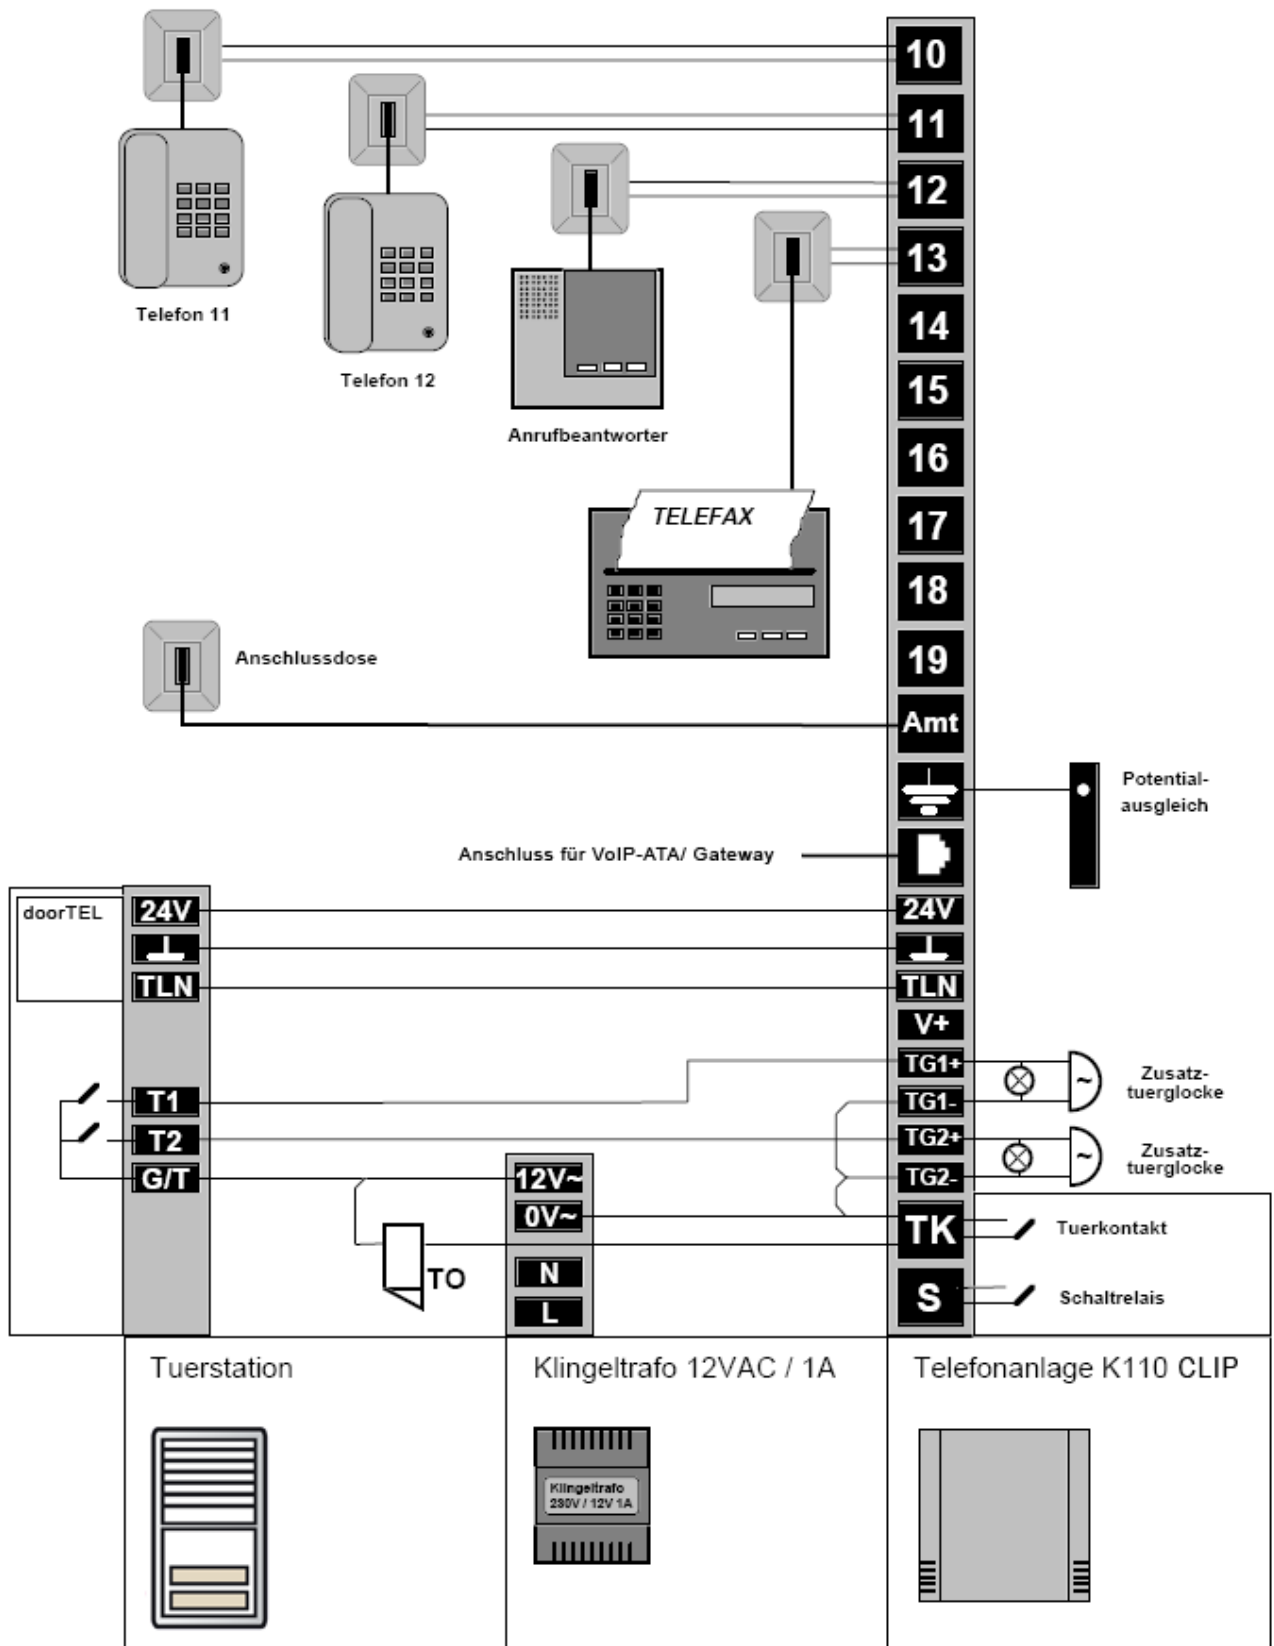 10
11
12
13
14
15
16
17
18
19
Amt
Telefon 11
Telefon 12
Anrufbeantworter
TELEFAX
Anschlussdose
Potential-
ausgleich
Anschluss für VoIP-ATA/ Gateway
doorTEL
24V
TLN
T1
T2
G/T
24V
TLN
V+
TG1+
TG1-
TG2+
TG2-
TK
S
Zusatz-
tuerglocke
Zusatz-
tuerglocke
Tuerkontakt
Schaltrelais
12V~
0V~
N
L
TO
Tuerstation
Klingeltrafo 12VAC / 1A
Telefonanlage K110 CLIP
Klingeltrafo
230V / 12V 1A